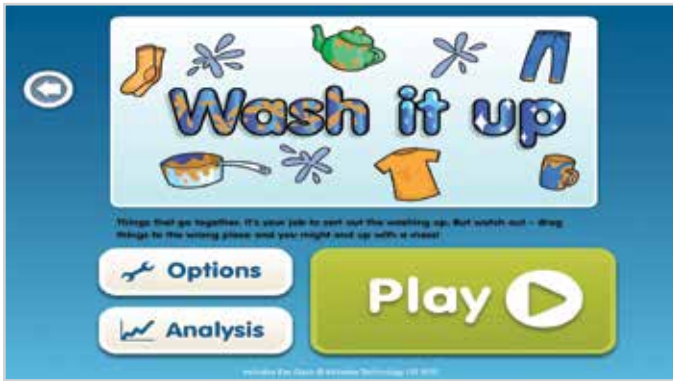 Wash it up
Things that go together. It's your job to sort out the washing up. But watch out – drag
things to the wrong place and you might end up with a mess!
Options
Play
Analysis